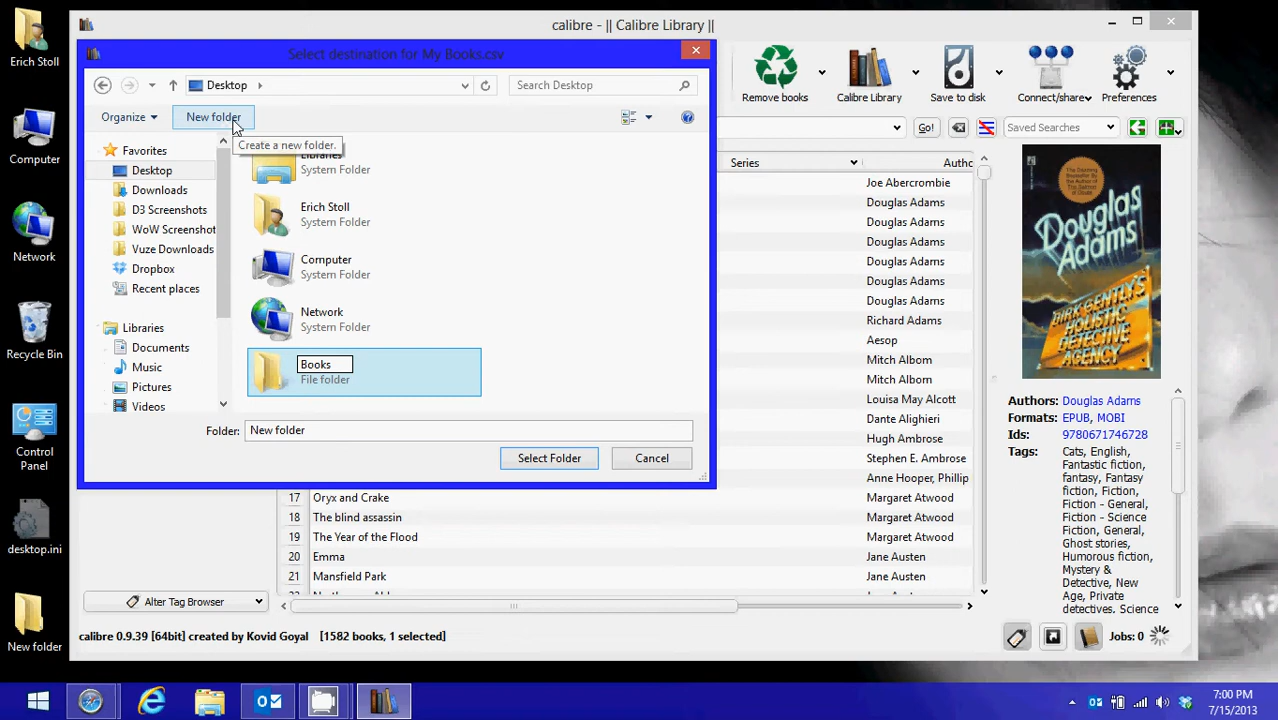 Erich Stoll
Computer
Network
Recycle Bin
Control
Panel
desktop.ini
New folder
calibre - || Calibre Library ||
Select destination for My Books.csv
Desktop
Search Desktop
Organize
New folder
Create a new folder.
Favorites
Desktop
Downloads
D3 Screenshots
WoW Screenshot
Vuze Downloads
Dropbox
Recent places
Libraries
Documents
Music
Pictures
Videos
Libraries
System Folder
Erich Stoll
System Folder
Computer
System Folder
Network
System Folder
Books
File folder
Folder:
New folder
Select Folder
Cancel
Remove books
Calibre Library
Save to disk
Connect/share
Preferences
Go!
Saved Searches
Series
Autho
Joe Abercrombie
Douglas Adams
Douglas Adams
Douglas Adams
Douglas Adams
Douglas Adams
Douglas Adams
Richard Adams
Aesop
Mitch Albom
Mitch Albom
Louisa May Alcott
Dante Alighieri
Hugh Ambrose
Stephen E. Ambrose
Anne Hooper, Phillip
17 Oryx and Crake Margaret Atwood
18 The blind assassin Margaret Atwood
19 The Year of the Flood Margaret Atwood
20 Emma Jane Austen
21 Mansfield Park Jane Austen
Douglas
Adams
DIRK GENTLY'S
HOLISTIC
DETECTIVE
AGENCY
Authors: Douglas Adams
Formats: EPUB, MOBI
Ids: 9780671746728
Tags: Cats, English,
Fantastic fiction,
fantasy, Fantasy
fiction, Fiction,
Fiction - General,
Fiction - Science
Fiction, General,
Ghost stories,
Humorous fiction,
Mystery &
Detective, New
Age, Private
detectives, Science
Alter Tag Browser
calibre 0.9.39 [64bit] created by Kovid Goyal [1582 books, 1 selected]
Jobs: 0
7:00 PM
7/15/2013